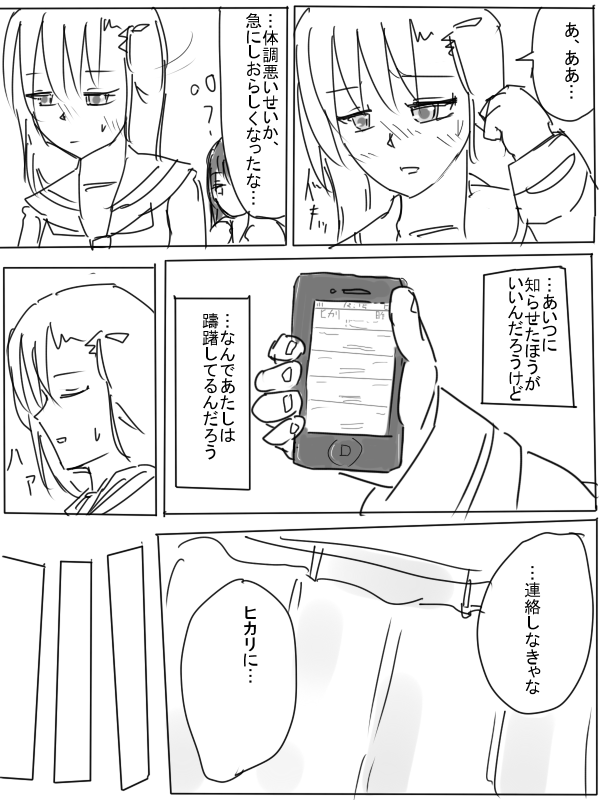 あ、ああ…
…体調悪いせいか、
急にしおらしくなったな…
?
…あいつに
知らせたほうが
いいんだろうけど
ヒカリ
D
…なんであたしは
躊躇してるんだろう
ハァ
…連絡しなきゃな
ヒカリに…